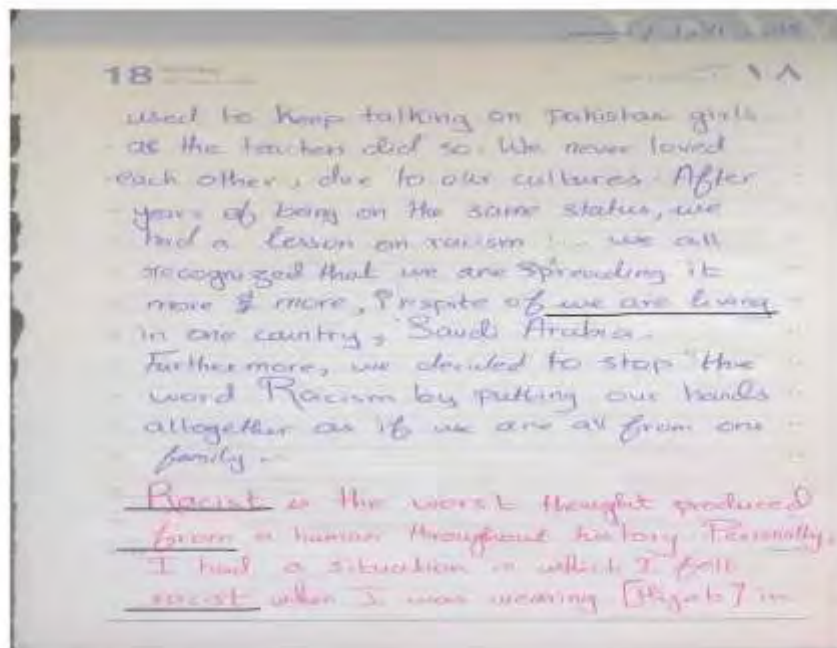 18
١٨
used to keep talking on Pakistan girls
as the teachers did so. We never loved
each other, due to our cultures. After
years of being on the same status, we
had a lesson on racism ... we all
recognized that we are spreading it
more & more, Inspite of we are living
in one country, Saudi Arabia.
Furthermore, we decided to stop "the
word Racism by putting our hands
altogether as if we are all from one
family.
Racist is the worst thought produced
from a human throughout history. Personally,
I had a situation in which I felt
racist when I was wearing [Hijab] in